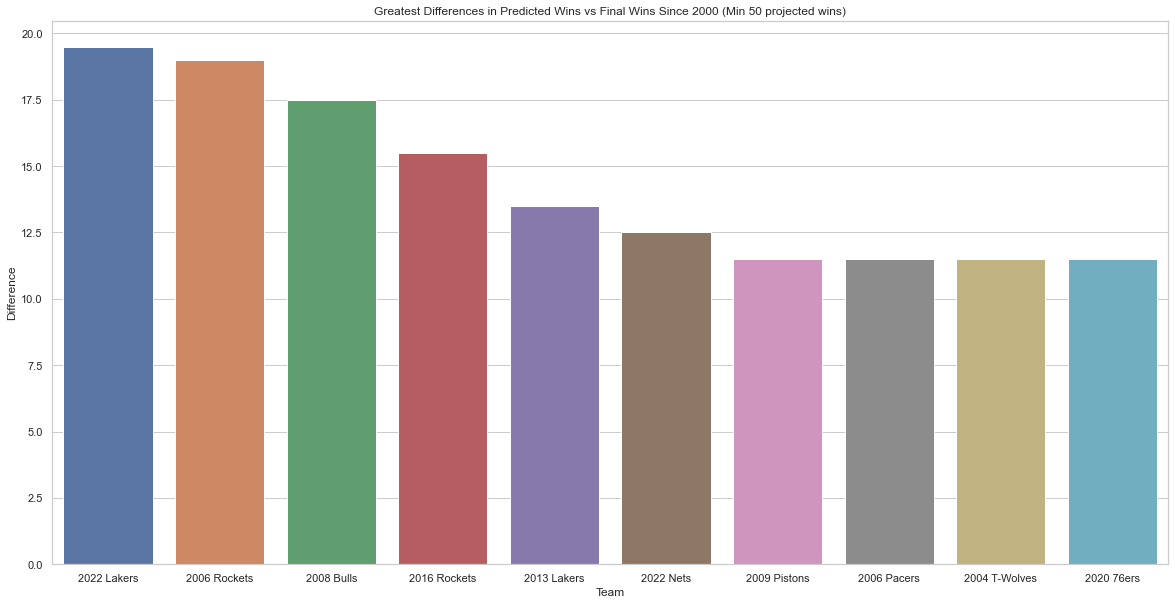 Greatest Differences in Predicted Wins vs Final Wins Since 2000 (Min 50 projected wins)
20.0
17.5
15.0
12.5
10.0
7.5
5.0
2.5
0.0
Difference
2022 Lakers 2006 Rockets 2008 Bulls 2016 Rockets 2013 Lakers 2022 Nets 2009 Pistons 2006 Pacers 2004 T-Wolves 2020 76ers
Team